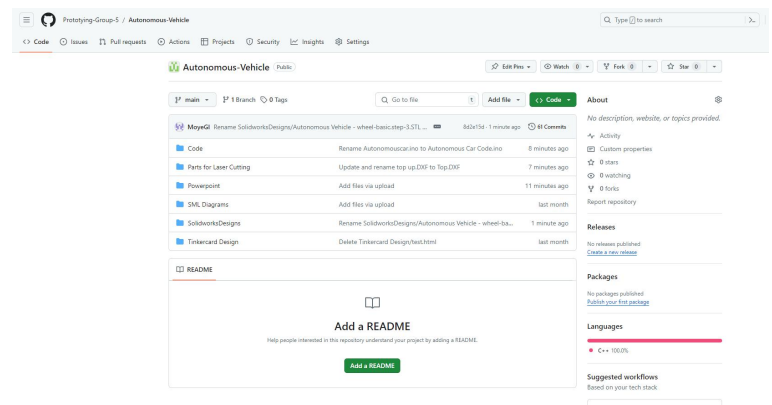 Prototying-Group-5 / Autonomous-Vehicle
Type / to search
Code Issues Pull requests Actions Projects Security Insights Settings
Autonomous-Vehicle Public
Edit Pins Watch 0 Fork 0 Star 0
main 1 Branch 0 Tags
Go to file t Add file Code
MoyeGI Rename SolidworksDesigns/Autonomous Vehicle - wheel-basic.step-3.STL ... 1 minute ago 61 Commits
Code Rename Autonomouscar.ino to Autonomous Car Code.ino 8 minutes ago
Parts for Laser Cutting Update and rename top up.DXF to Top.DXF 7 minutes ago
Powerpoint Add files via upload 11 minutes ago
SML Diagrams Add files via upload last month
SolidworksDesigns Rename SolidworksDesigns/Autonomous Vehicle - wheel-ba... 1 minute ago
Tinkercard Design Delete Tinkercard Design/test.html last month
README
Add a README
Help people interested in this repository understand your project by adding a README.
Add a README
About
No description, website, or topics provided.
Activity
Custom properties
0 stars
0 watching
0 forks
Report repository
Releases
No releases published
Create a new release
Packages
No packages published
Publish your first package
Languages
C++ 100.0%
Suggested workflows
Based on your tech stack